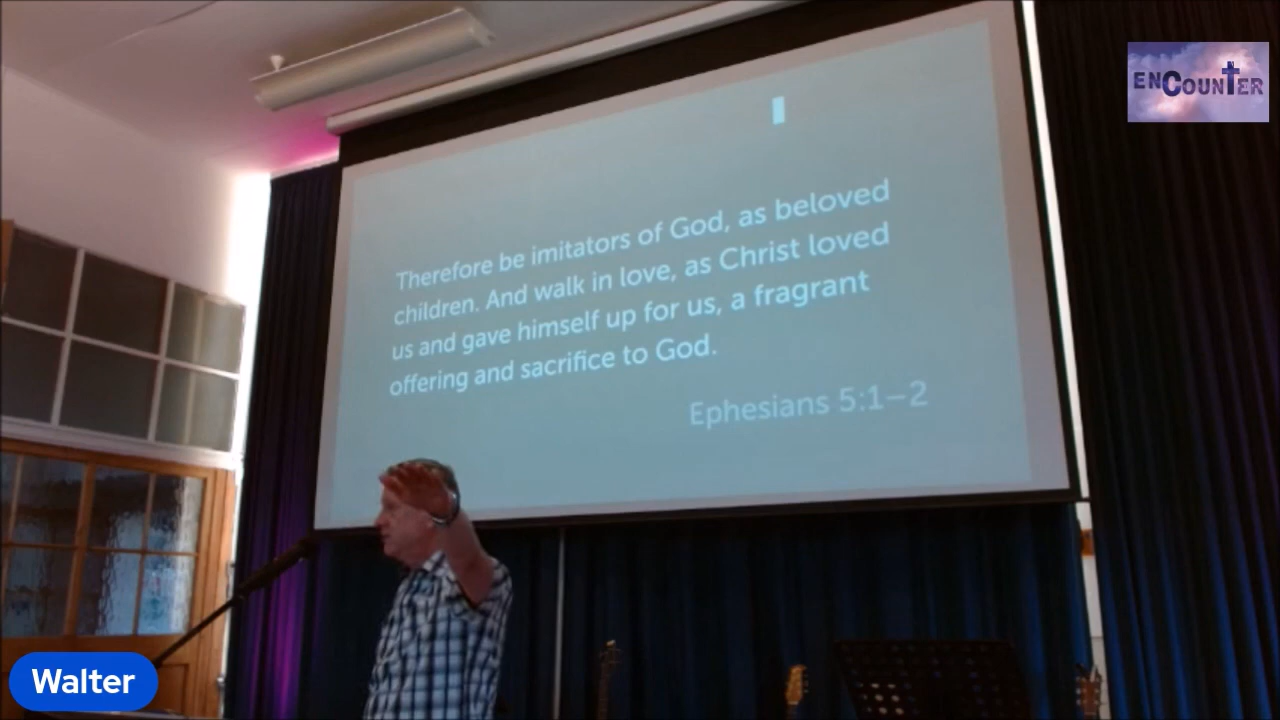 ENCOUNTER
Therefore be imitators of God, as beloved
children. And walk in love, as Christ loved
us and gave himself up for us, a fragrant
offering and sacrifice to God.
Ephesians 5:1–2
Walter